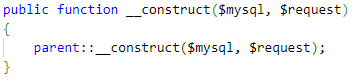 public function __construct($mysql, $request)
{
    parent::__construct($mysql, $request);
}